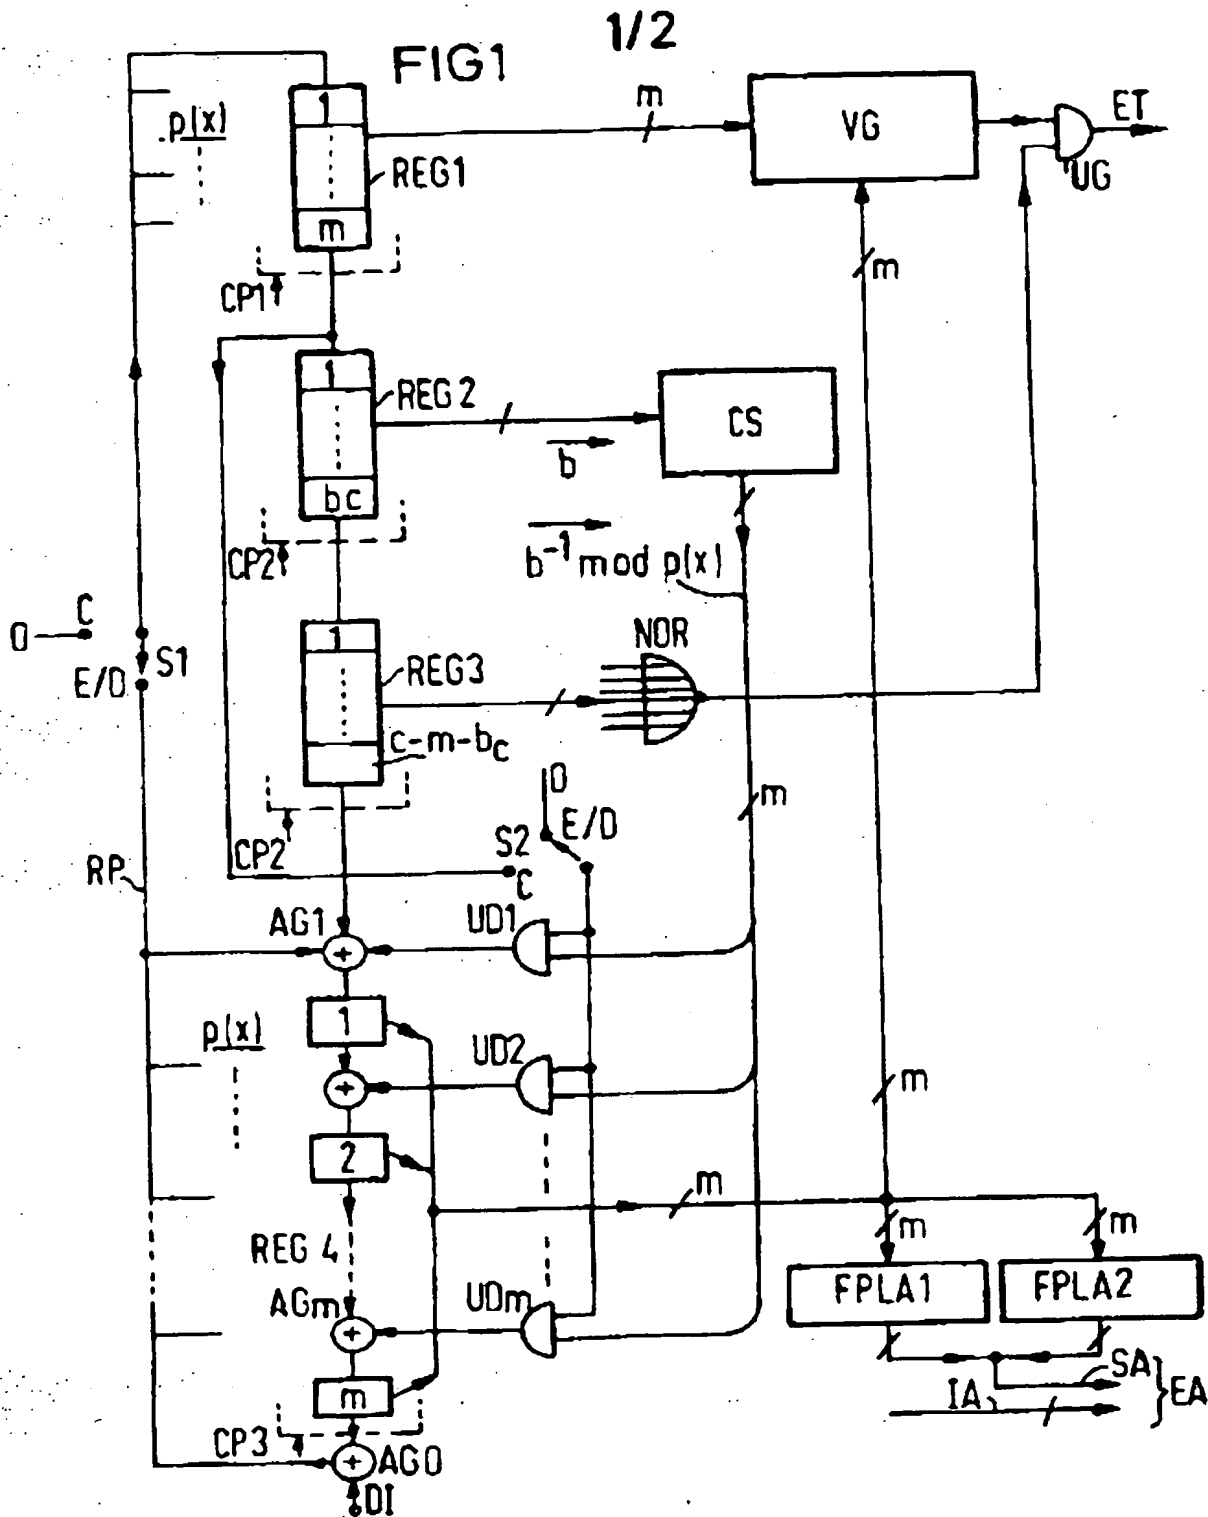 1/2
FIG1
p(x)
1
REG1
m
CP1
m
VG
ET
UG
m
1
REG2
bc
CP2
b
CS
b-1 mod p(x)
0
C
S1
E/D
1
REG3
c-m-bc
CP2
NOR
m
0
E/D
S2
C
RP
AG1
+
UD1
1
p(x)
+
UD2
2
m
m
REG 4
AGm
+
UDm
m
CP3
+
AG0
DI
m
m
FPLA1
FPLA2
SA
IA
EA